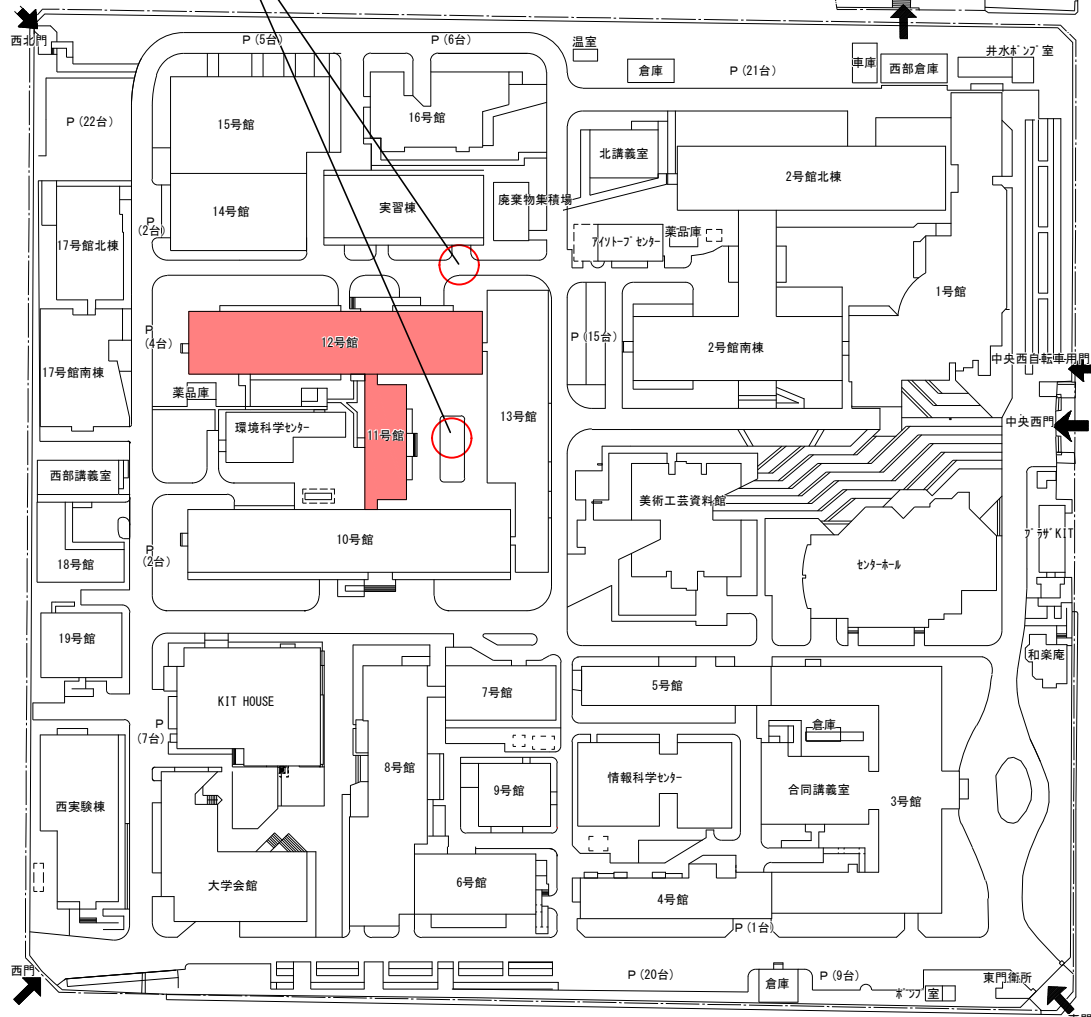 西北門
P (5台)
P (6台)
温室
倉庫
P (21台)
車庫
西部倉庫
井水ポンプ室
P (22台)
15号館
16号館
北講義室
2号館北棟
14号館
実習棟
廃棄物集積場
P
(2台)
17号館北棟
アイソトープセンター
薬品庫
1号館
P
(4台)
12号館
P (15台)
2号館南棟
17号館南棟
中央西自転車用門
薬品庫
環境科学センター
11号館
13号館
中央西門
西部講義室
美術工芸資料館
10号館
プラザKIT
P
(2台)
18号館
センターホール
19号館
和楽庵
KIT HOUSE
7号館
5号館
P
(7台)
倉庫
8号館
情報科学センター
西実験棟
9号館
合同講義室
3号館
大学会館
6号館
4号館
P (1台)
西門
P (20台)
倉庫
P (9台)
東門衛所
ポンプ室